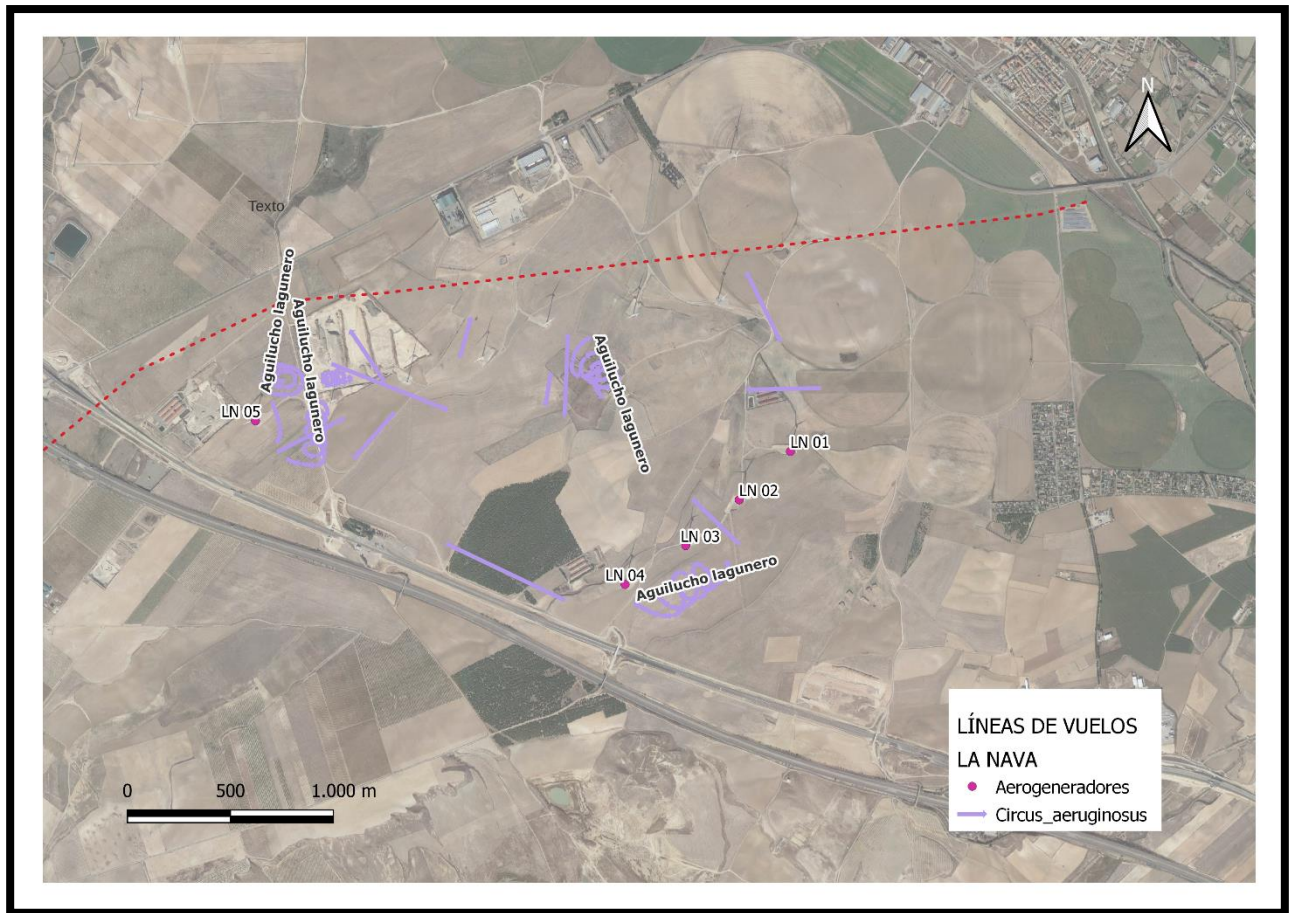 N
Texto
Aguilucho lagunero
Aguilucho lagunero
Aguilucho lagunero
LN 05
LN 01
LN 02
LN 03
LN 04
Aguilucho lagunero
LÍNEAS DE VUELOS
LA NAVA
Aerogeneradores
Circus_aeruginosus
0 500 1.000 m